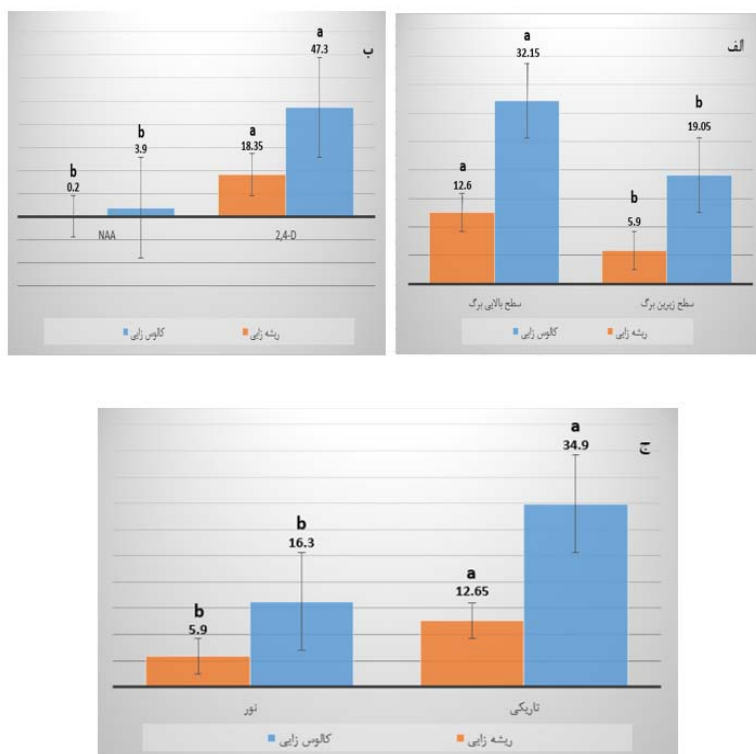 الف
a
32.15
a
12.6
b
19.05
b
5.9
سطح بالایی برگ
سطح زیرین برگ
کالوس زایی
ریشه زایی
ب
a
47.3
a
18.35
b
3.9
b
0.2
NAA
2,4-D
کالوس زایی
ریشه زایی
ج
a
34.9
a
12.65
b
16.3
b
5.9
نور
تاریکی
کالوس زایی
ریشه زایی